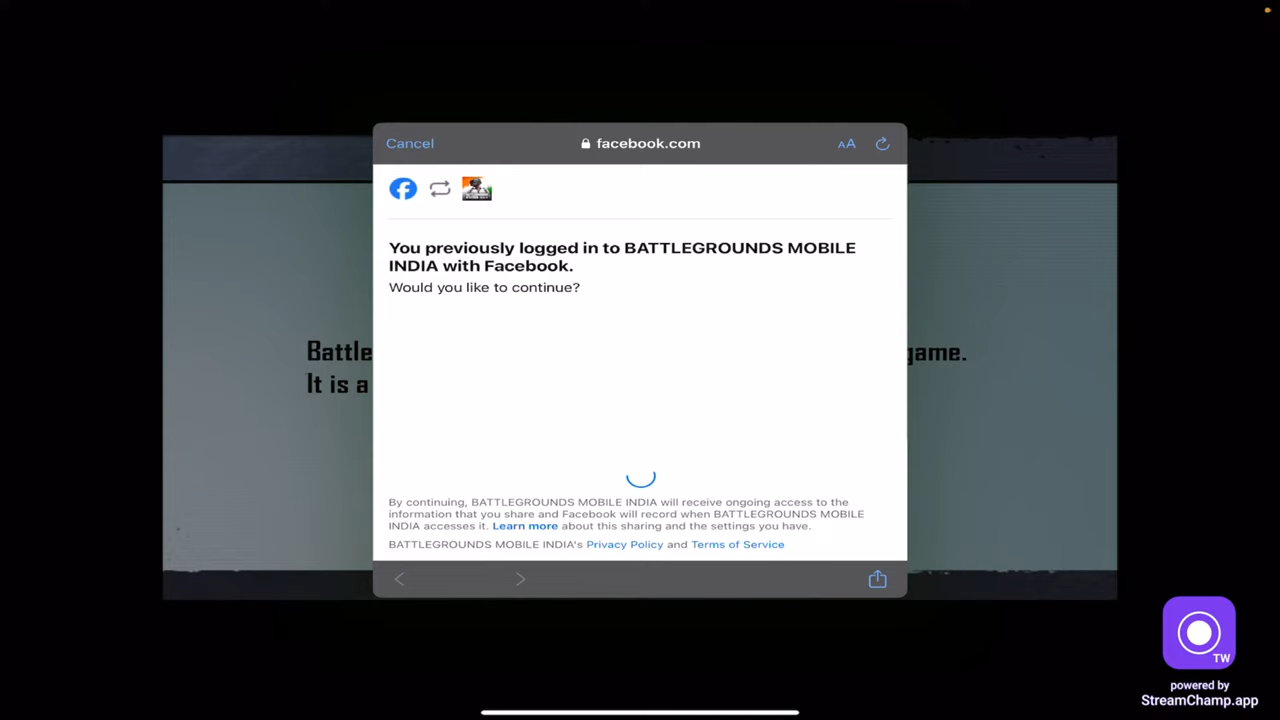 Cancel
facebook.com
AA
You previously logged in to BATTLEGROUNDS MOBILE
INDIA with Facebook.
Would you like to continue?
Battle
game.
It is a
By continuing, BATTLEGROUNDS MOBILE INDIA will receive ongoing access to the
information that you share and Facebook will record when BATTLEGROUNDS MOBILE
INDIA accesses it. Learn more about this sharing and the settings you have.
BATTLEGROUNDS MOBILE INDIA's Privacy Policy and Terms of Service
TW
powered by
StreamChamp.app